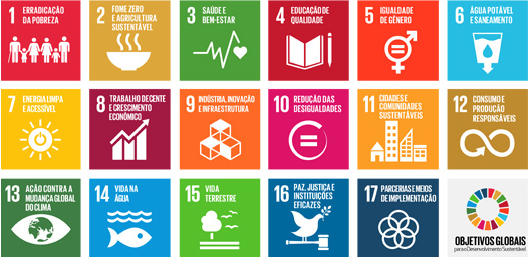 1 ERRADICAÇÃO
DA POBREZA
2 FOME ZERO
E AGRICULTURA
SUSTENTÁVEL
3 SAÚDE E
BEM-ESTAR
4 EDUCAÇÃO DE
QUALIDADE
5 IGUALDADE
DE GÊNERO
6 ÁGUA POTÁVEL
E SANEAMENTO
7 ENERGIA LIMPA
E ACESSÍVEL
8 TRABALHO DECENTE
E CRESCIMENTO
ECONÔMICO
9 INDÚSTRIA, INOVAÇÃO
E INFRAESTRUTURA
10 REDUÇÃO DAS
DESIGUALDADES
11 CIDADES E
COMUNIDADES
SUSTENTÁVEIS
12 CONSUMO E
PRODUÇÃO
RESPONSÁVEIS
13 AÇÃO CONTRA A
MUDANÇA GLOBAL
DO CLIMA
14 VIDA NA
ÁGUA
15 VIDA
TERRESTRE
16 PAZ, JUSTIÇA E
INSTITUIÇÕES
EFICAZES
17 PARCERIAS E MEIOS
DE IMPLEMENTAÇÃO
OBJETIVOS GLOBAIS
para o Desenvolvimento Sustentável